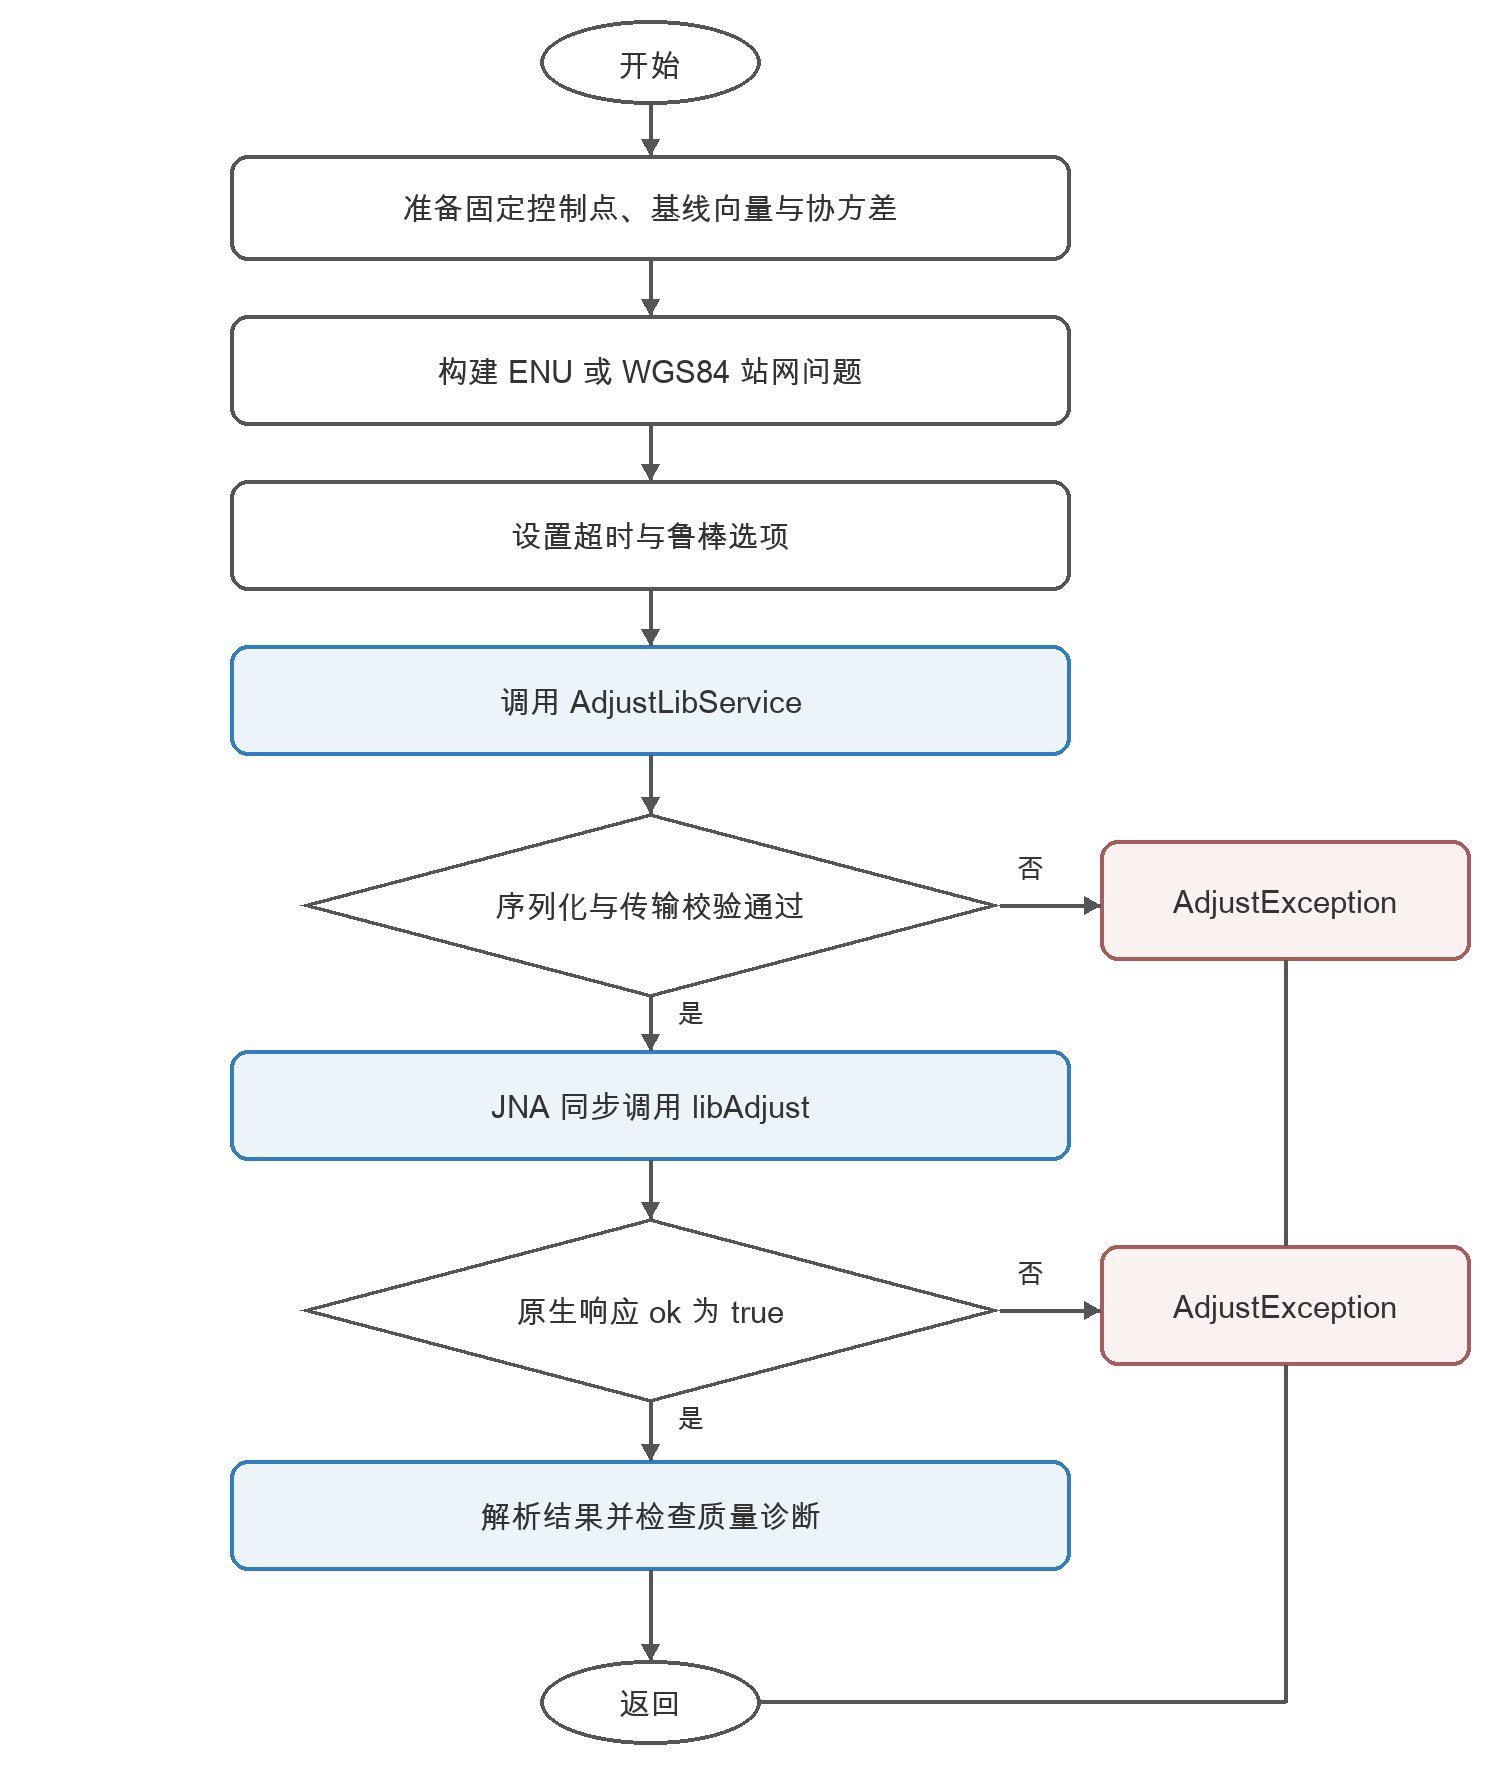 开始
准备固定控制点、基线向量与协方差
构建 ENU 或 WGS84 站网问题
设置超时与鲁棒选项
调用 AdjustLibService
序列化与传输校验通过
否
AdjustException
是
JNA 同步调用 libAdjust
原生响应 ok 为 true
否
AdjustException
是
解析结果并检查质量诊断
返回